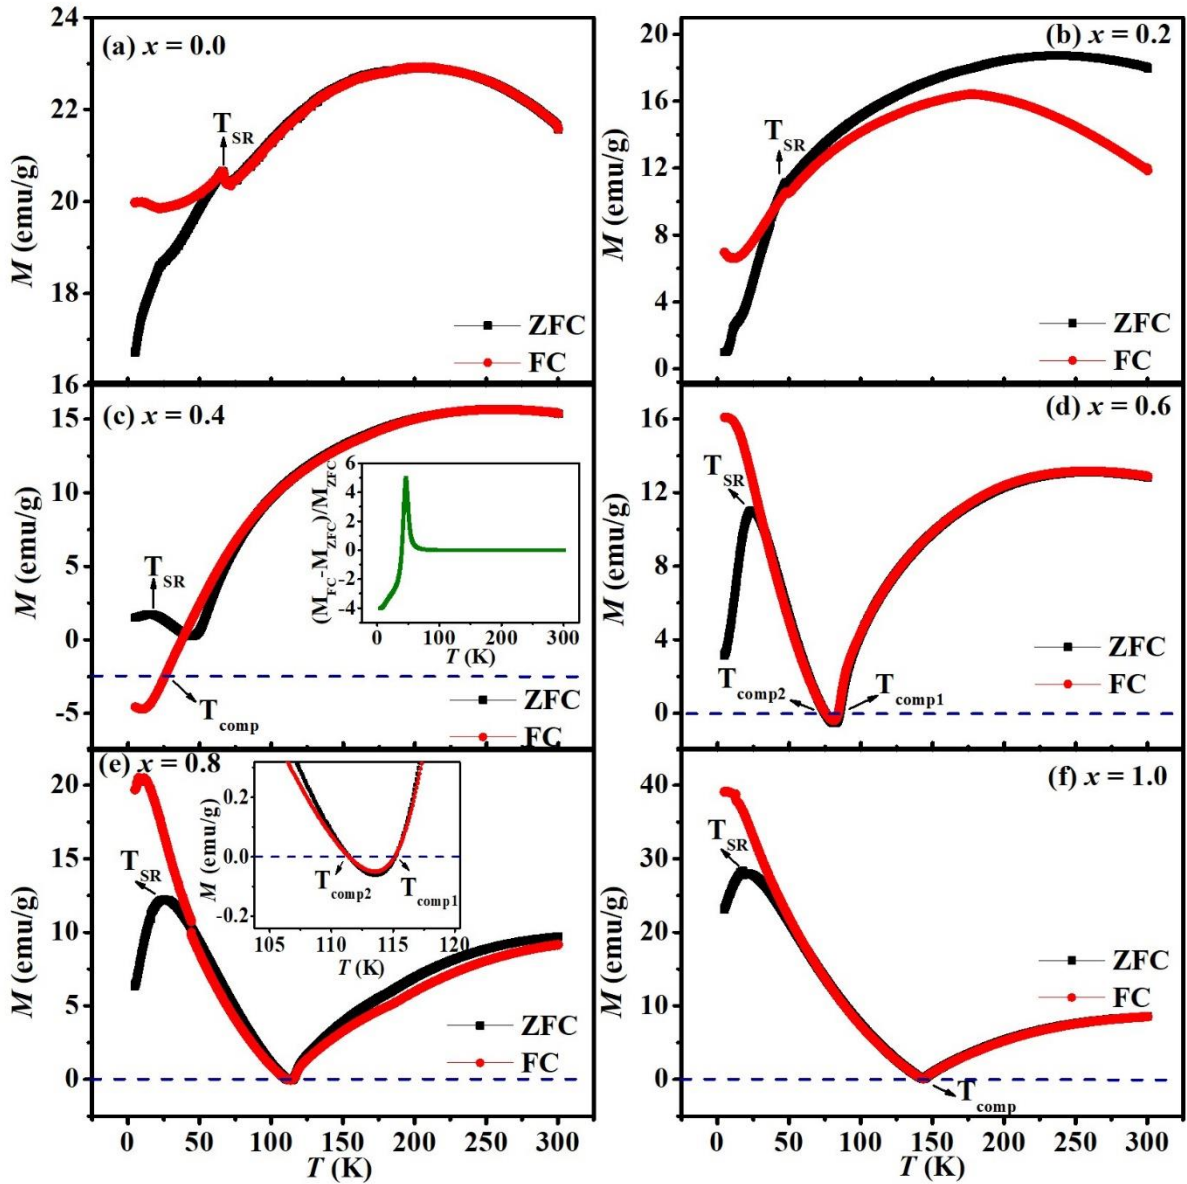 (a) x = 0.0
24
22
20
18
16
M (emu/g)
T_SR
ZFC
FC
(b) x = 0.2
20
16
12
8
4
0
M (emu/g)
T_SR
ZFC
FC
(c) x = 0.4
15
10
5
0
-5
M (emu/g)
T_SR
T_comp
ZFC
FC
(M_FC-M_ZFC)/M_ZFC
6
4
2
0
-2
-4
0 100 200 300
T (K)
(d) x = 0.6
16
12
8
4
0
M (emu/g)
T_SR
T_comp2
T_comp1
ZFC
FC
(e) x = 0.8
20
15
10
5
0
M (emu/g)
T_SR
M (emu/g)
0.2
0.0
-0.2
T_comp2
T_comp1
105 110 115 120
T (K)
ZFC
FC
0 50 100 150 200 250 300
T (K)
(f) x = 1.0
40
30
20
10
0
M (emu/g)
T_SR
ZFC
FC
T_comp
0 50 100 150 200 250 300
T (K)